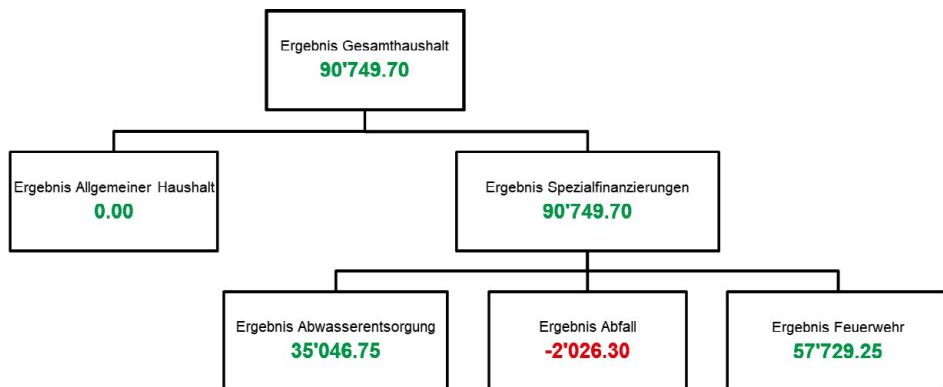 Ergebnis Gesamthaushalt
90'749.70
Ergebnis Allgemeiner Haushalt
0.00
Ergebnis Spezialfinanzierungen
90'749.70
Ergebnis Abwasserentsorgung
35'046.75
Ergebnis Abfall
-2'026.30
Ergebnis Feuerwehr
57'729.25